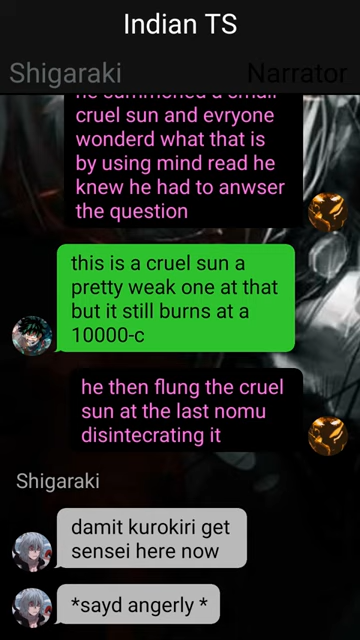 Indian TS
Shigaraki
Narrator
he summoned a small
cruel sun and evryone
wonderd what that is
by using mind read he
knew he had to anwser
the question
this is a cruel sun a
pretty weak one at that
but it still burns at a
10000-c
he then flung the cruel
sun at the last nomu
disintecrating it
Shigaraki
damit kurokiri get
sensei here now
*sayd angerly *